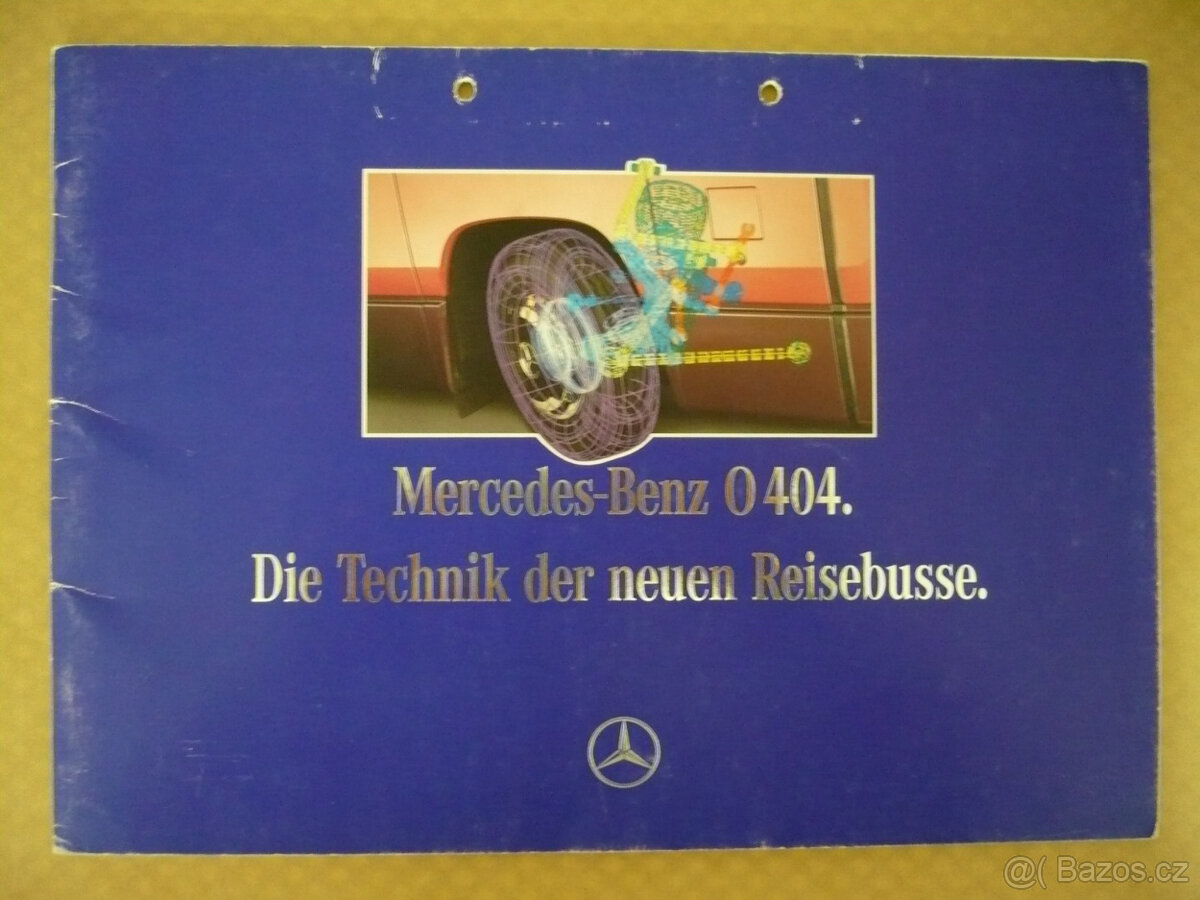 Mercedes-Benz O 404.
Die Technik der neuen Reisebusse.
@( Bazos.cz